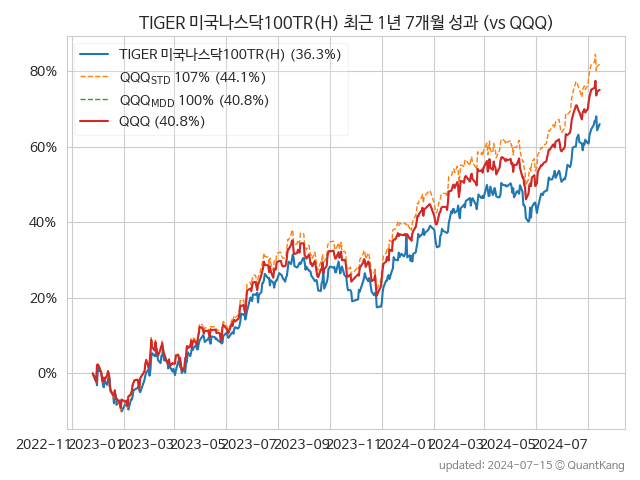 TIGER 미국나스닥100TR(H) 최근 1년 7개월 성과 (vs QQQ)
TIGER 미국나스닥100TR(H) (36.3%)
QQQSTD 107% (44.1%)
QQQMDD 100% (40.8%)
QQQ (40.8%)
80%
60%
40%
20%
0%
2022-11 2023-01 2023-03 2023-05 2023-07 2023-09 2023-11 2024-01 2024-03 2024-05 2024-07
updated: 2024-07-15 © QuantKang